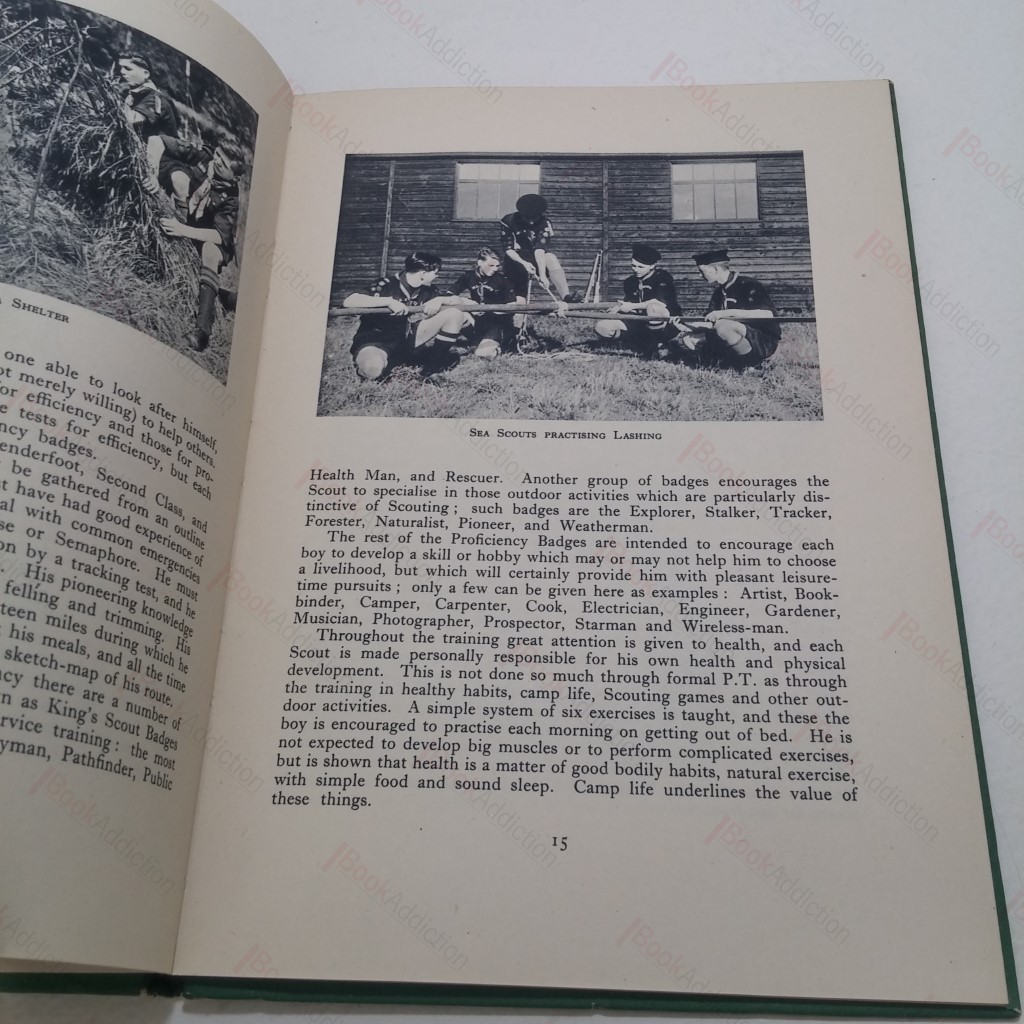 SHELTER
one able to look after himself,
merely willing) to help others.
for efficiency and those for pro-
tests for efficiency, but each
badges.
enderfoot, Second Class, and
be gathered from an outline
have had good experience of
with common emergencies
or Semaphore. He must
by a tracking test, and he
His pioneering knowledge
felling and trimming. His
teen miles during which he
his meals, and all the time
sketch-map of his route.
there are a number of
as King's Scout Badges
training: the most
yman, Pathfinder, Public
SEA SCOUTS PRACTISING LASHING
Health Man, and Rescuer. Another group of badges encourages the
Scout to specialise in those outdoor activities which are particularly dis-
tinctive of Scouting; such badges are the Explorer, Stalker, Tracker,
Forester, Naturalist, Pioneer, and Weatherman.
The rest of the Proficiency Badges are intended to encourage each
boy to develop a skill or hobby which may or may not help him to choose
a livelihood, but which will certainly provide him with pleasant leisure-
time pursuits; only a few can be given here as examples: Artist, Book-
binder, Camper, Carpenter, Cook, Electrician, Engineer, Gardener,
Musician, Photographer, Prospector, Starman and Wireless-man.
Throughout the training great attention is given to health, and each
Scout is made personally responsible for his own health and physical
development. This is not done so much through formal P.T. as through
the training in healthy habits, camp life, Scouting games and other out-
door activities. A simple system of six exercises is taught, and these the
boy is encouraged to practise each morning on getting out of bed. He is
not expected to develop big muscles or to perform complicated exercises,
but is shown that health is a matter of good bodily habits, natural exercise,
with simple food and sound sleep. Camp life underlines the value of
these things.
15
BookAddiction